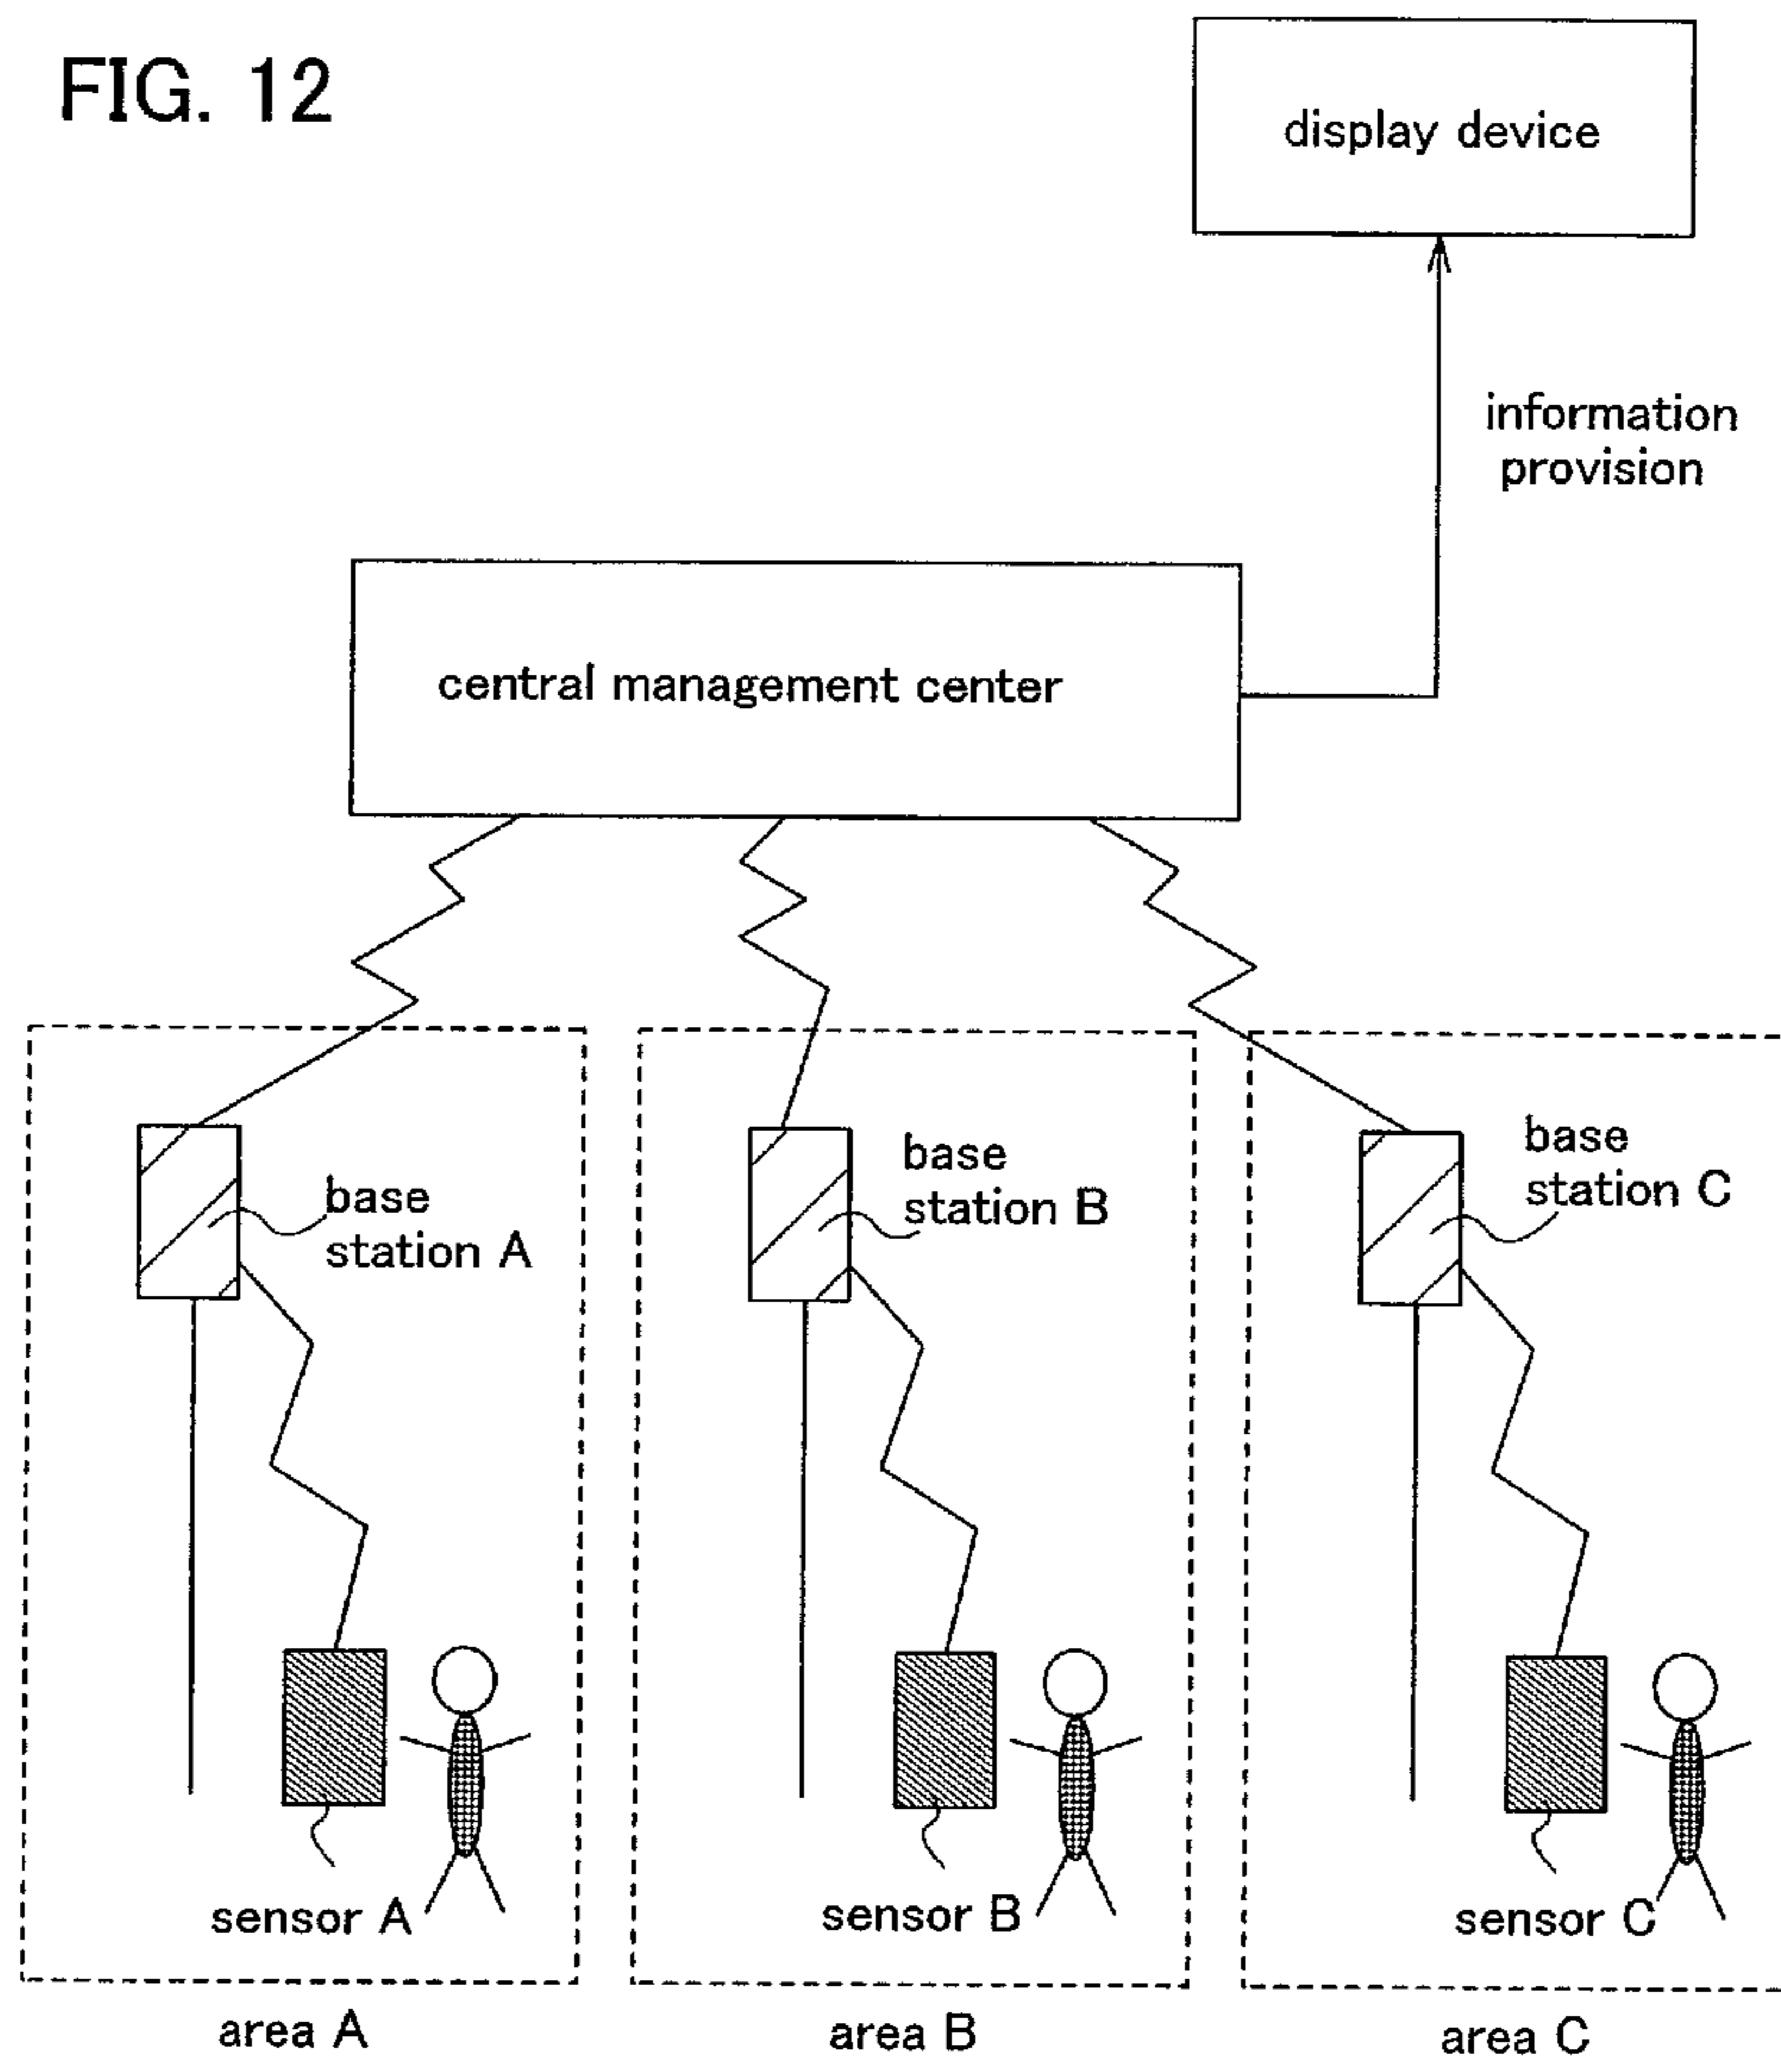 FIG. 12
display device
information
provision
central management center
base
station A
base
station B
base
station C
sensor A
sensor B
sensor C
area A
area B
area C